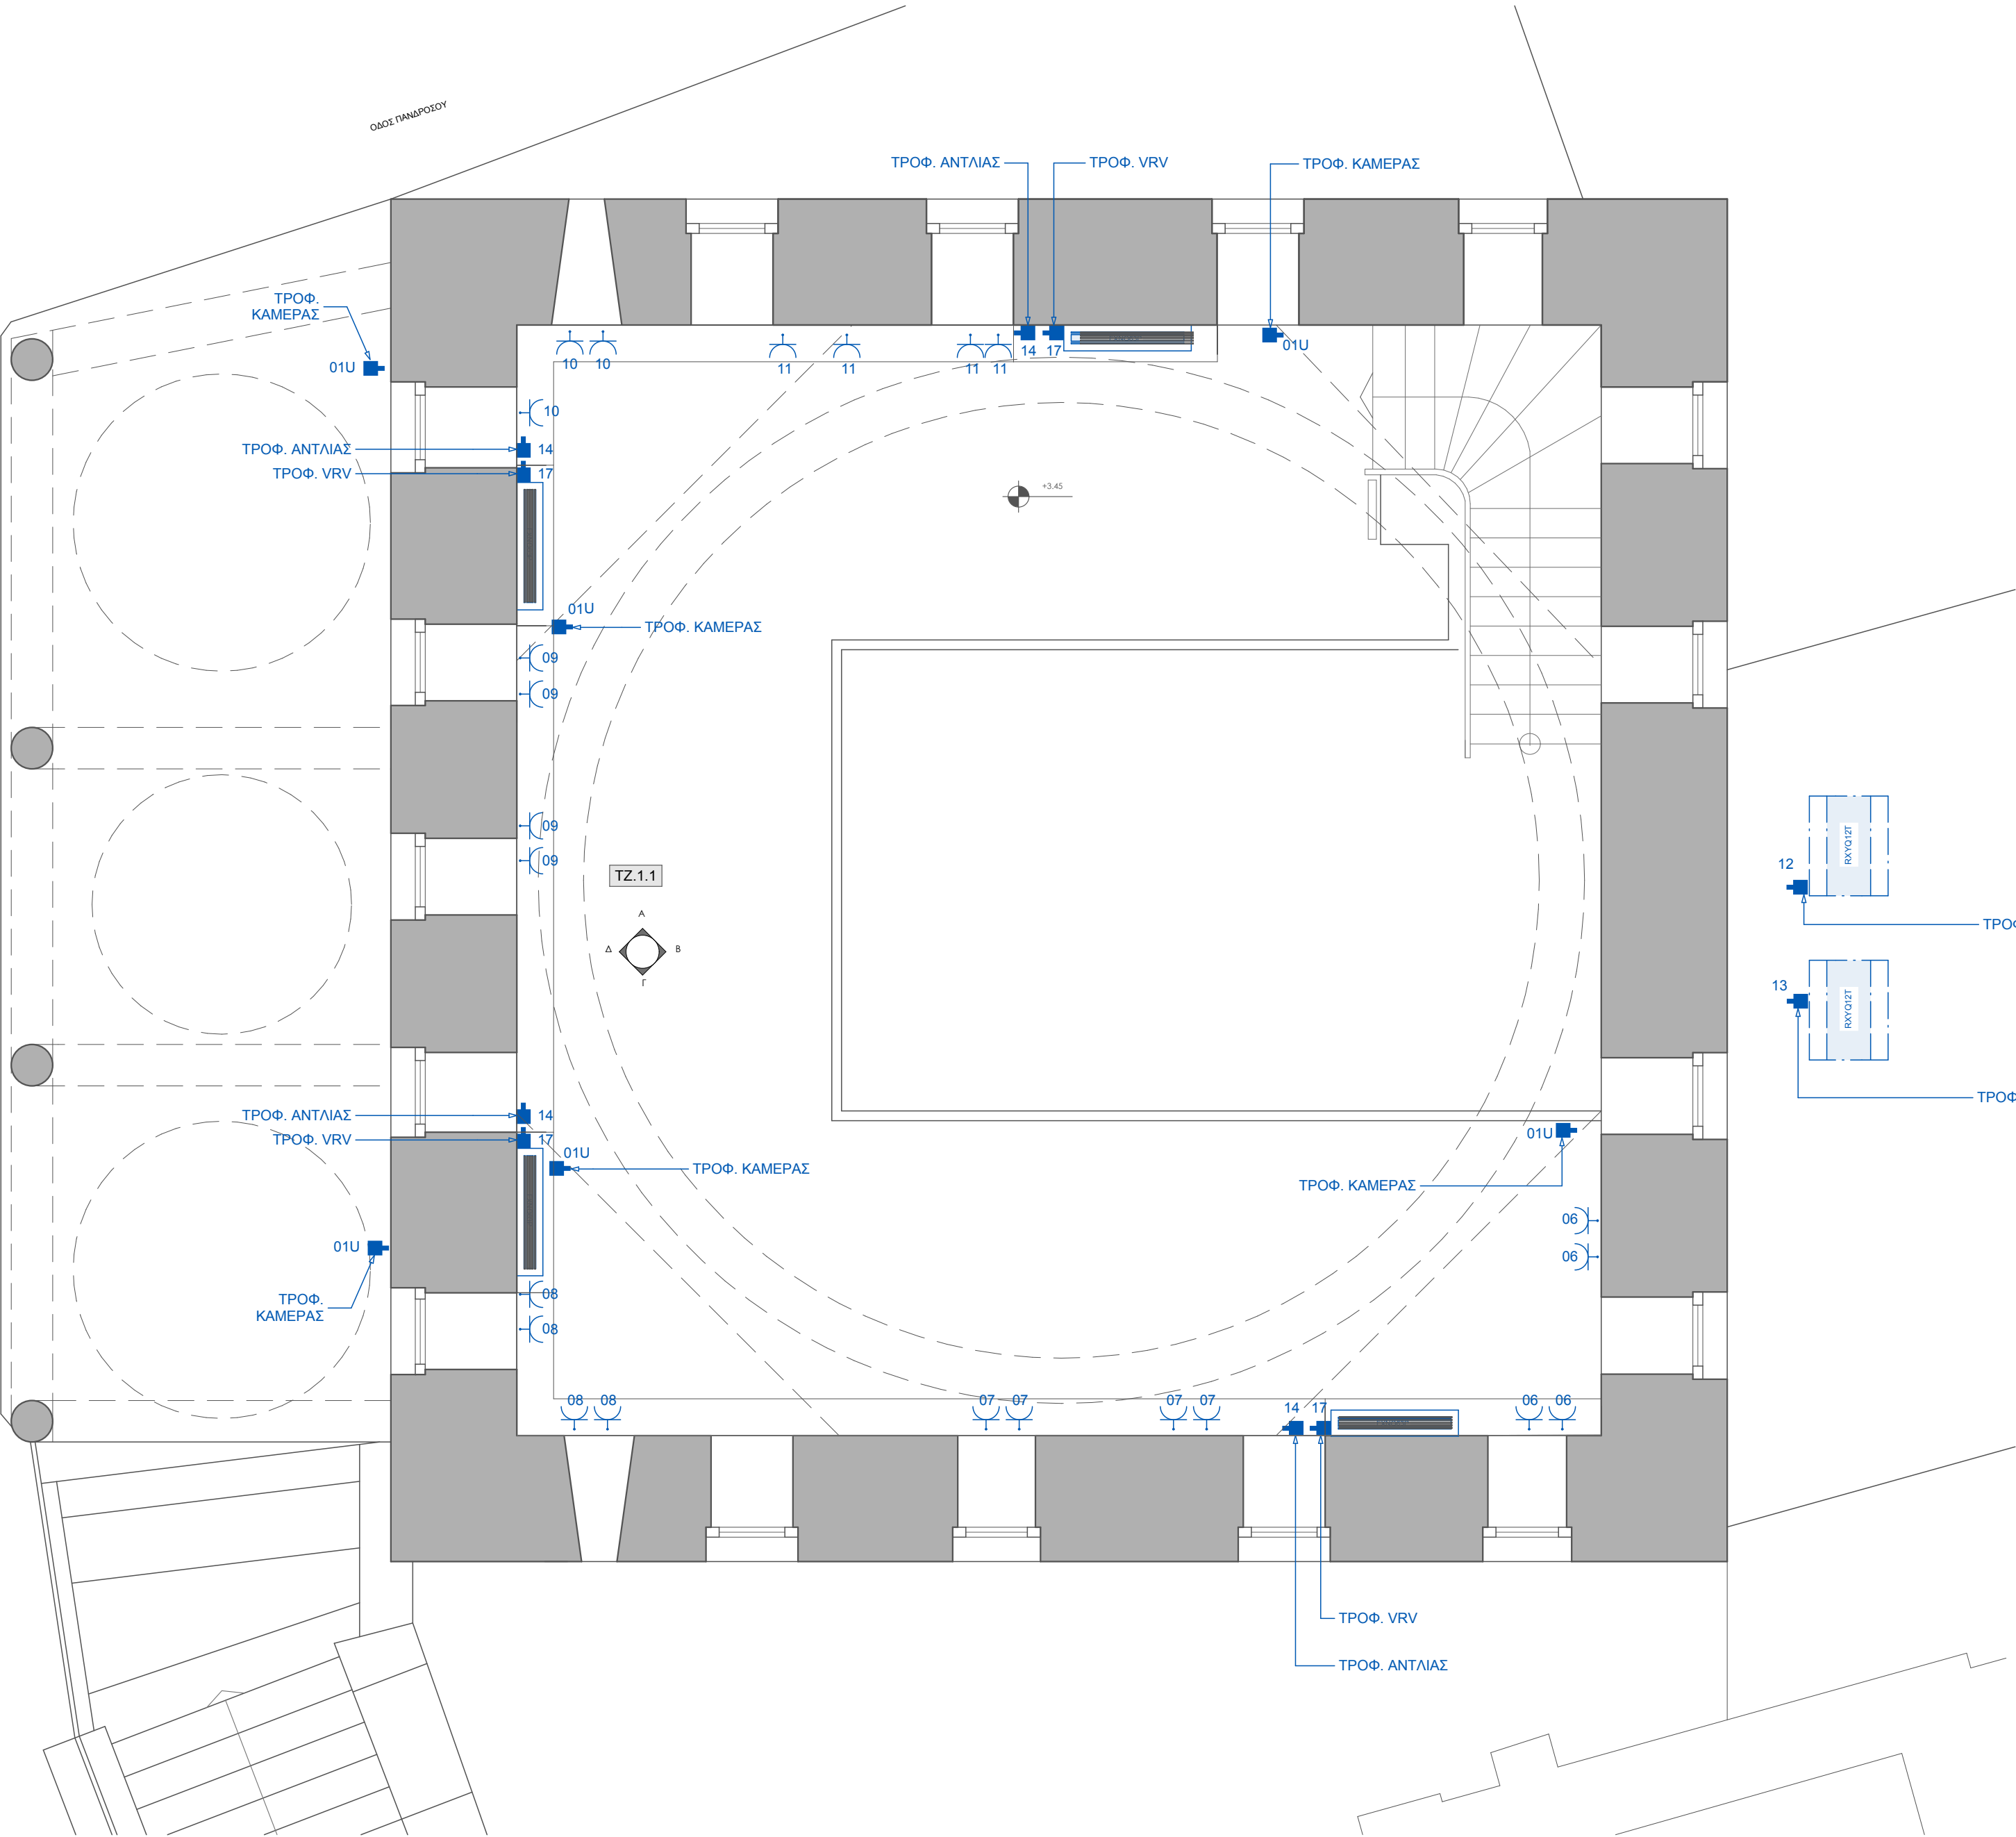 ΟΔΟΣ ΠΑΝΔΡΟΣΟΥ
ΤΡΟΦ. ΑΝΤΛΙΑΣ
ΤΡΟΦ. VRV
ΤΡΟΦ. ΚΑΜΕΡΑΣ
ΤΡΟΦ.
ΚΑΜΕΡΑΣ
01U
10
10
11
11
11
11
14
17
01U
10
ΤΡΟΦ. ΑΝΤΛΙΑΣ
14
ΤΡΟΦ. VRV
17
+3.45
01U
ΤΡΟΦ. ΚΑΜΕΡΑΣ
09
09
09
09
TZ.1.1
A
Δ
B
Γ
RXYQ12T
12
ΤΡΟΦ
RXYQ12T
13
ΤΡΟΦ
ΤΡΟΦ. ΑΝΤΛΙΑΣ
14
ΤΡΟΦ. VRV
17
01U
ΤΡΟΦ. ΚΑΜΕΡΑΣ
01U
ΤΡΟΦ. ΚΑΜΕΡΑΣ
06
06
01U
ΤΡΟΦ.
ΚΑΜΕΡΑΣ
08
08
08
08
07
07
07
07
14
17
06
06
ΤΡΟΦ. VRV
ΤΡΟΦ. ΑΝΤΛΙΑΣ